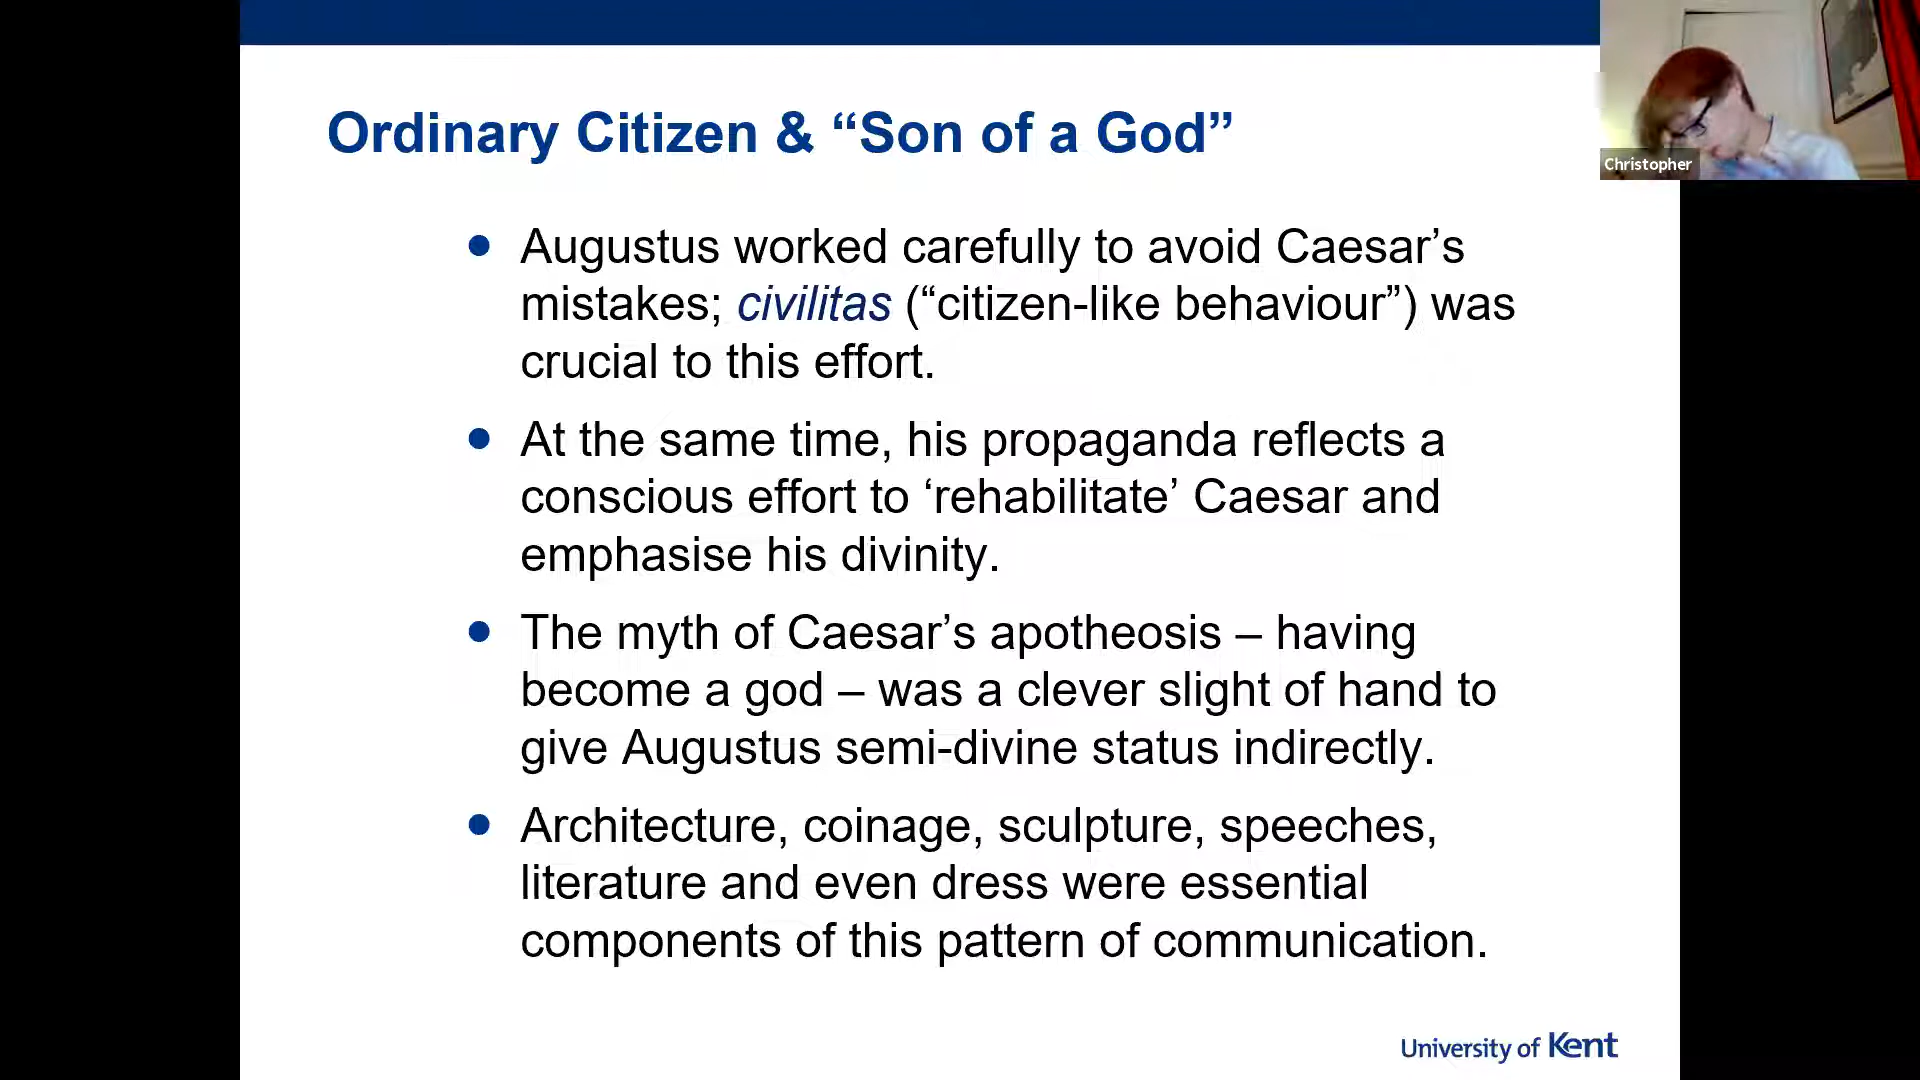 Ordinary Citizen & “Son of a God”
Christopher
Augustus worked carefully to avoid Caesar’s
mistakes; civilitas (“citizen-like behaviour”) was
crucial to this effort.
At the same time, his propaganda reflects a
conscious effort to ‘rehabilitate’ Caesar and
emphasise his divinity.
The myth of Caesar’s apotheosis – having
become a god – was a clever slight of hand to
give Augustus semi-divine status indirectly.
Architecture, coinage, sculpture, speeches,
literature and even dress were essential
components of this pattern of communication.
University of Kent